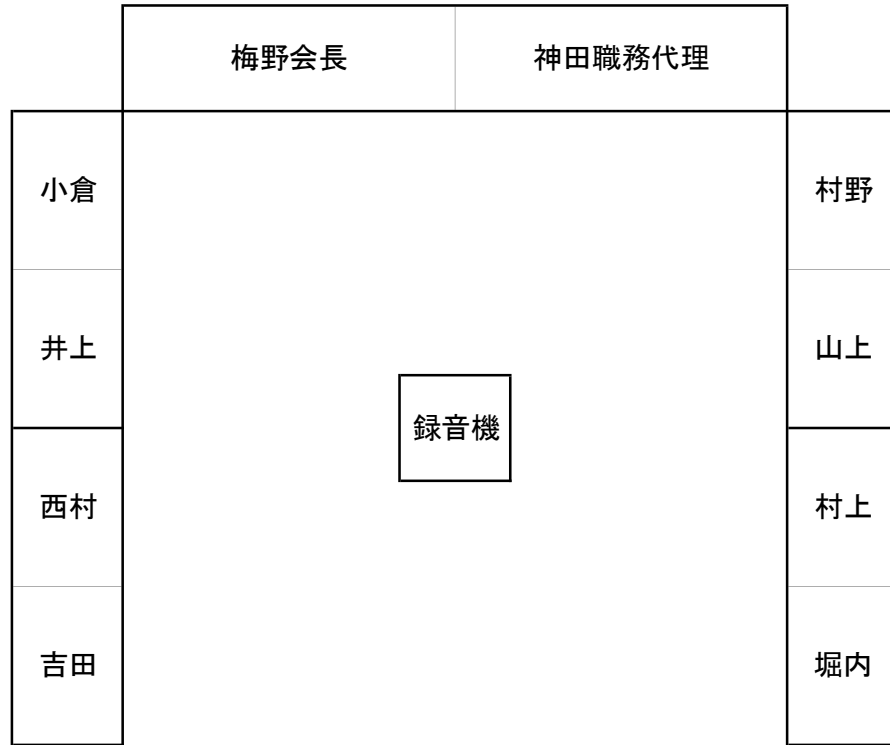 梅野会長 神田職務代理
小倉 村野
井上 山上
録音機
西村 村上
吉田 堀内